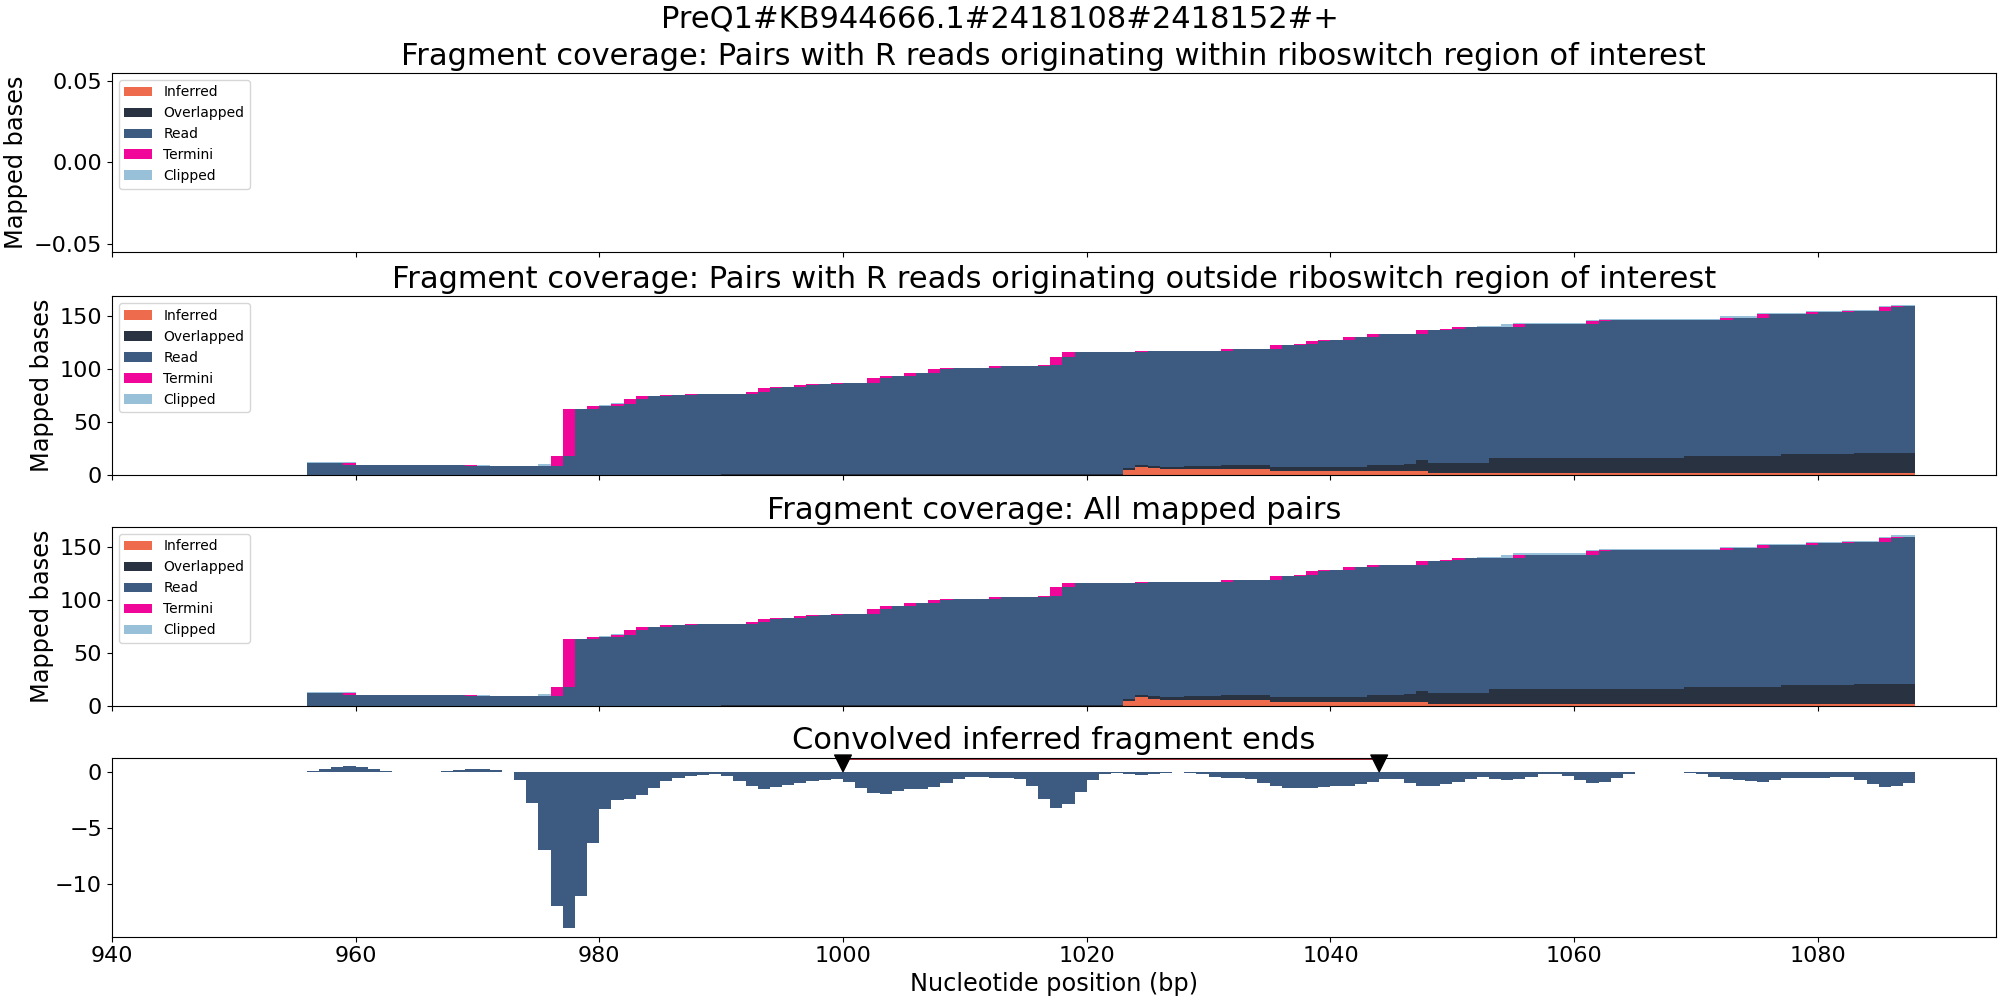 PreQ1#KB944666.1#2418108#2418152#+
Fragment coverage: Pairs with R reads originating within riboswitch region of interest
Mapped bases
0.05
0.00
−0.05
Inferred
Overlapped
Read
Termini
Clipped
Fragment coverage: Pairs with R reads originating outside riboswitch region of interest
Mapped bases
150
100
50
0
Inferred
Overlapped
Read
Termini
Clipped
Fragment coverage: All mapped pairs
Mapped bases
150
100
50
0
Inferred
Overlapped
Read
Termini
Clipped
Convolved inferred fragment ends
0
−5
−10
940 960 980 1000 1020 1040 1060 1080
Nucleotide position (bp)